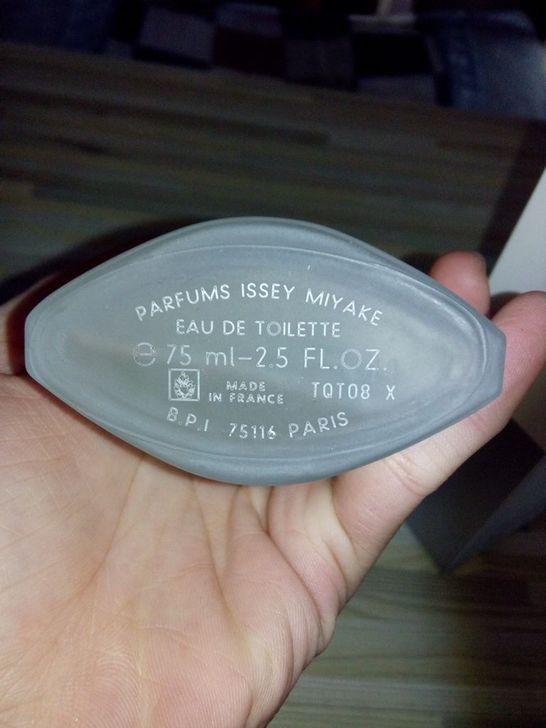 PARFUMS ISSEY MIYAKE
EAU DE TOILETTE
75 ml-2.5 FL.OZ.
MADE
IN FRANCE
TQT08 X
B.P.I 75116 PARIS